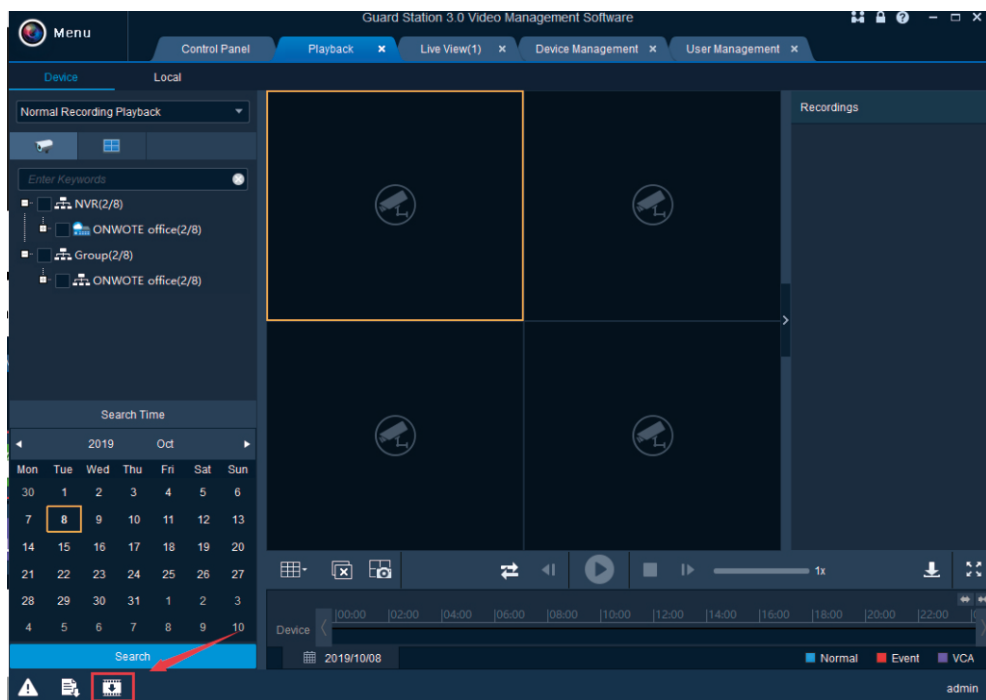 Guard Station 3.0 Video Management Software
Menu
Control Panel
Playback
Live View(1)
Device Management
User Management
Device
Local
Normal Recording Playback
Recordings
Enter Keywords
NVR(2/8)
ONWOTE office(2/8)
Group(2/8)
ONWOTE office(2/8)
Search Time
2019 Oct
Mon Tue Wed Thu Fri Sat Sun
30 1 2 3 4 5 6
7 8 9 10 11 12 13
14 15 16 17 18 19 20
21 22 23 24 25 26 27
28 29 30 31 1 2 3
4 5 6 7 8 9 10
Search
1x
00:00 02:00 04:00 06:00 08:00 10:00 12:00 14:00 16:00 18:00 20:00 22:00
Device
2019/10/08
Normal Event VCA
admin